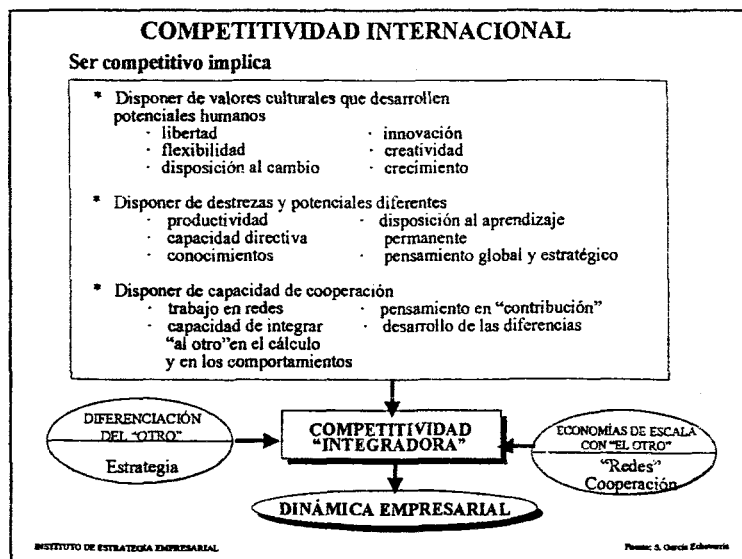 COMPETITIVIDAD INTERNACIONAL
Ser competitivo implica
* Disponer de valores culturales que desarrollen
potenciales humanos
· libertad
· flexibilidad
· disposición al cambio
· innovación
· creatividad
· crecimiento
* Disponer de destrezas y potenciales diferentes
· productividad
· capacidad directiva
· conocimientos
· disposición al aprendizaje
permanente
· pensamiento global y estratégico
* Disponer de capacidad de cooperación
· trabajo en redes
· capacidad de integrar
"al otro"en el cálculo
y en los comportamientos
· pensamiento en "contribución"
· desarrollo de las diferencias
DIFERENCIACIÓN
DEL "OTRO"
Estrategia
COMPETITIVIDAD
"INTEGRADORA"
ECONOMÍAS DE ESCALA
CON "EL OTRO"
"Redes"
Cooperación
DINÁMICA EMPRESARIAL
INSTITUTO DE ESTRATEGIA EMPRESARIAL
Fuente: S. García Echevarría